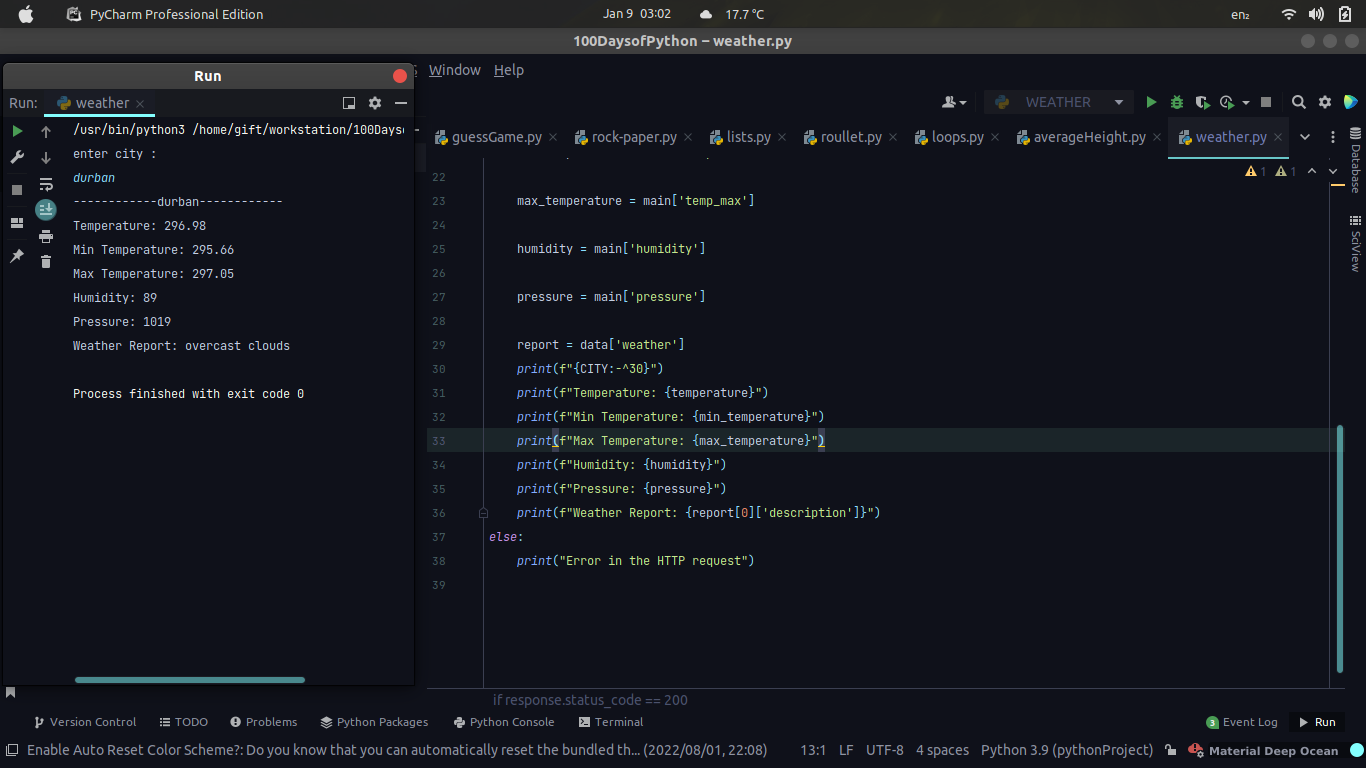 PyCharm Professional Edition
Jan 9 03:02
17.7 °C
en₂
100DaysofPython – weather.py
Run
Window Help
Run: weather
WEATHER
guessGame.py rock-paper.py lists.py roullet.py loops.py averageHeight.py weather.py
/usr/bin/python3 /home/gift/workstation/100Dayso
enter city :
durban
------------durban------------
Temperature: 296.98
Min Temperature: 295.66
Max Temperature: 297.05
Humidity: 89
Pressure: 1019
Weather Report: overcast clouds
Process finished with exit code 0
1 1
22
23 max_temperature = main['temp_max']
24
25 humidity = main['humidity']
26
27 pressure = main['pressure']
28
29 report = data['weather']
30 print(f"{CITY:-^30}")
31 print(f"Temperature: {temperature}")
32 print(f"Min Temperature: {min_temperature}")
33 print(f"Max Temperature: {max_temperature}")
34 print(f"Humidity: {humidity}")
35 print(f"Pressure: {pressure}")
36 print(f"Weather Report: {report[0]['description']}")
37 else:
38 print("Error in the HTTP request")
39
Database
SciView
if response.status_code == 200
Version Control TODO Problems Python Packages Python Console Terminal
3 Event Log Run
Enable Auto Reset Color Scheme?: Do you know that you can automatically reset the bundled th... (2022/08/01, 22:08) 13:1 LF UTF-8 4 spaces Python 3.9 (pythonProject) Material Deep Ocean